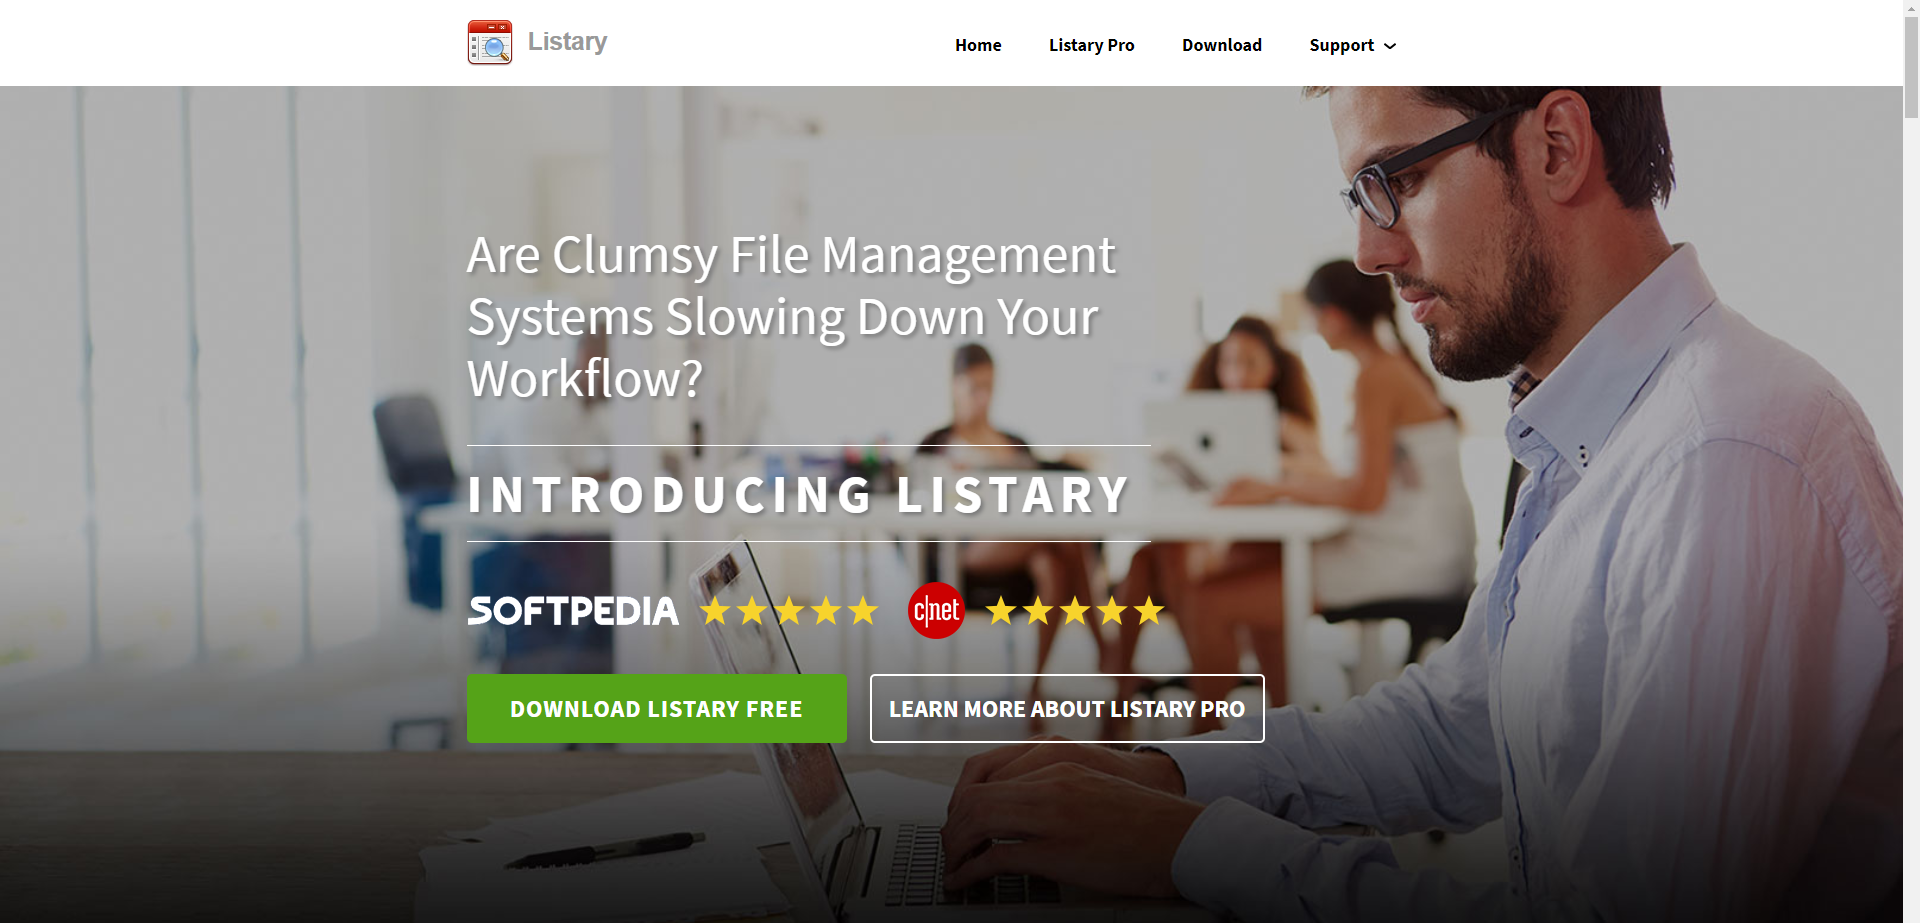 Listary
Home
Listary Pro
Download
Support
Are Clumsy File Management
Systems Slowing Down Your
Workflow?
INTRODUCING LISTARY
SOFTPEDIA
c|net
DOWNLOAD LISTARY FREE
LEARN MORE ABOUT LISTARY PRO